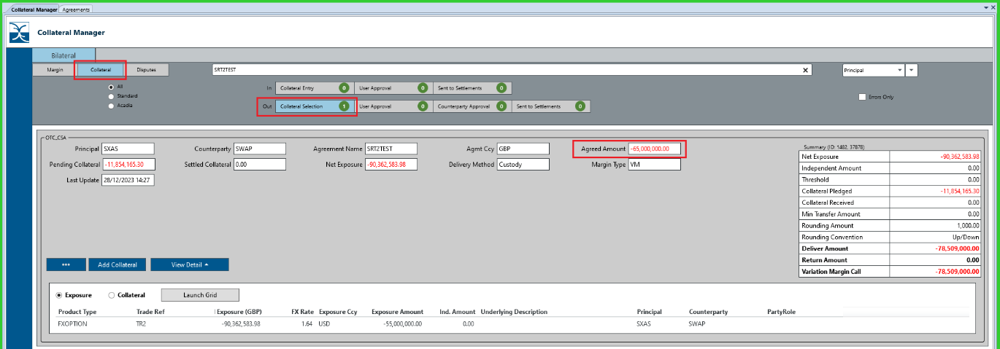 Collateral Manager Agreements
Collateral Manager
Bilateral
Margin Collateral Disputes SRT2TEST Principal
All In Collateral Entry 0 User Approval 0 Sent to Settlements 0
Standard Errors Only
Acadia Out Collateral Selection 1 User Approval 0 Counterparty Approval 0 Sent to Settlements 0
OTC_CSA
Principal SXAS Counterparty SWAP Agreement Name SRT2TEST Agmt Ccy GBP Agreed Amount -65,000,000.00
Pending Collateral -11,854,165.30 Settled Collateral 0.00 Net Exposure -90,362,583.98 Delivery Method Custody Margin Type VM
Last Update 28/12/2023 14:27
Summary (ID: 1482, 37878)
Net Exposure -90,362,583.98
Independent Amount 0.00
Threshold 0.00
Collateral Pledged -11,854,165.30
Collateral Received 0.00
Min Transfer Amount 0.00
Rounding Amount 1,000.00
Rounding Convention Up/Down
Deliver Amount -78,509,000.00
Return Amount 0.00
Variation Margin Call -78,509,000.00
••• Add Collateral View Detail
Exposure Collateral Launch Grid
Product Type Trade Ref Exposure (GBP) FX Rate Exposure Ccy Exposure Amount Ind. Amount Underlying Description Principal Counterparty PartyRole
FXOPTION TR2 -90,362,583.98 1.64 USD -55,000,000.00 0.00 SXAS SWAP